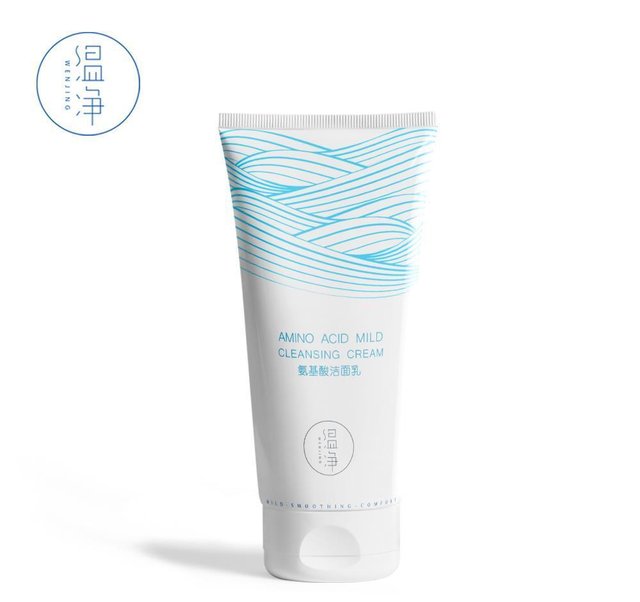 温净
WENJING
AMINO ACID MILD
CLEANSING CREAM
氨基酸洁面乳
温净
WENJING
MILD·SMOOTHING·COMFORT